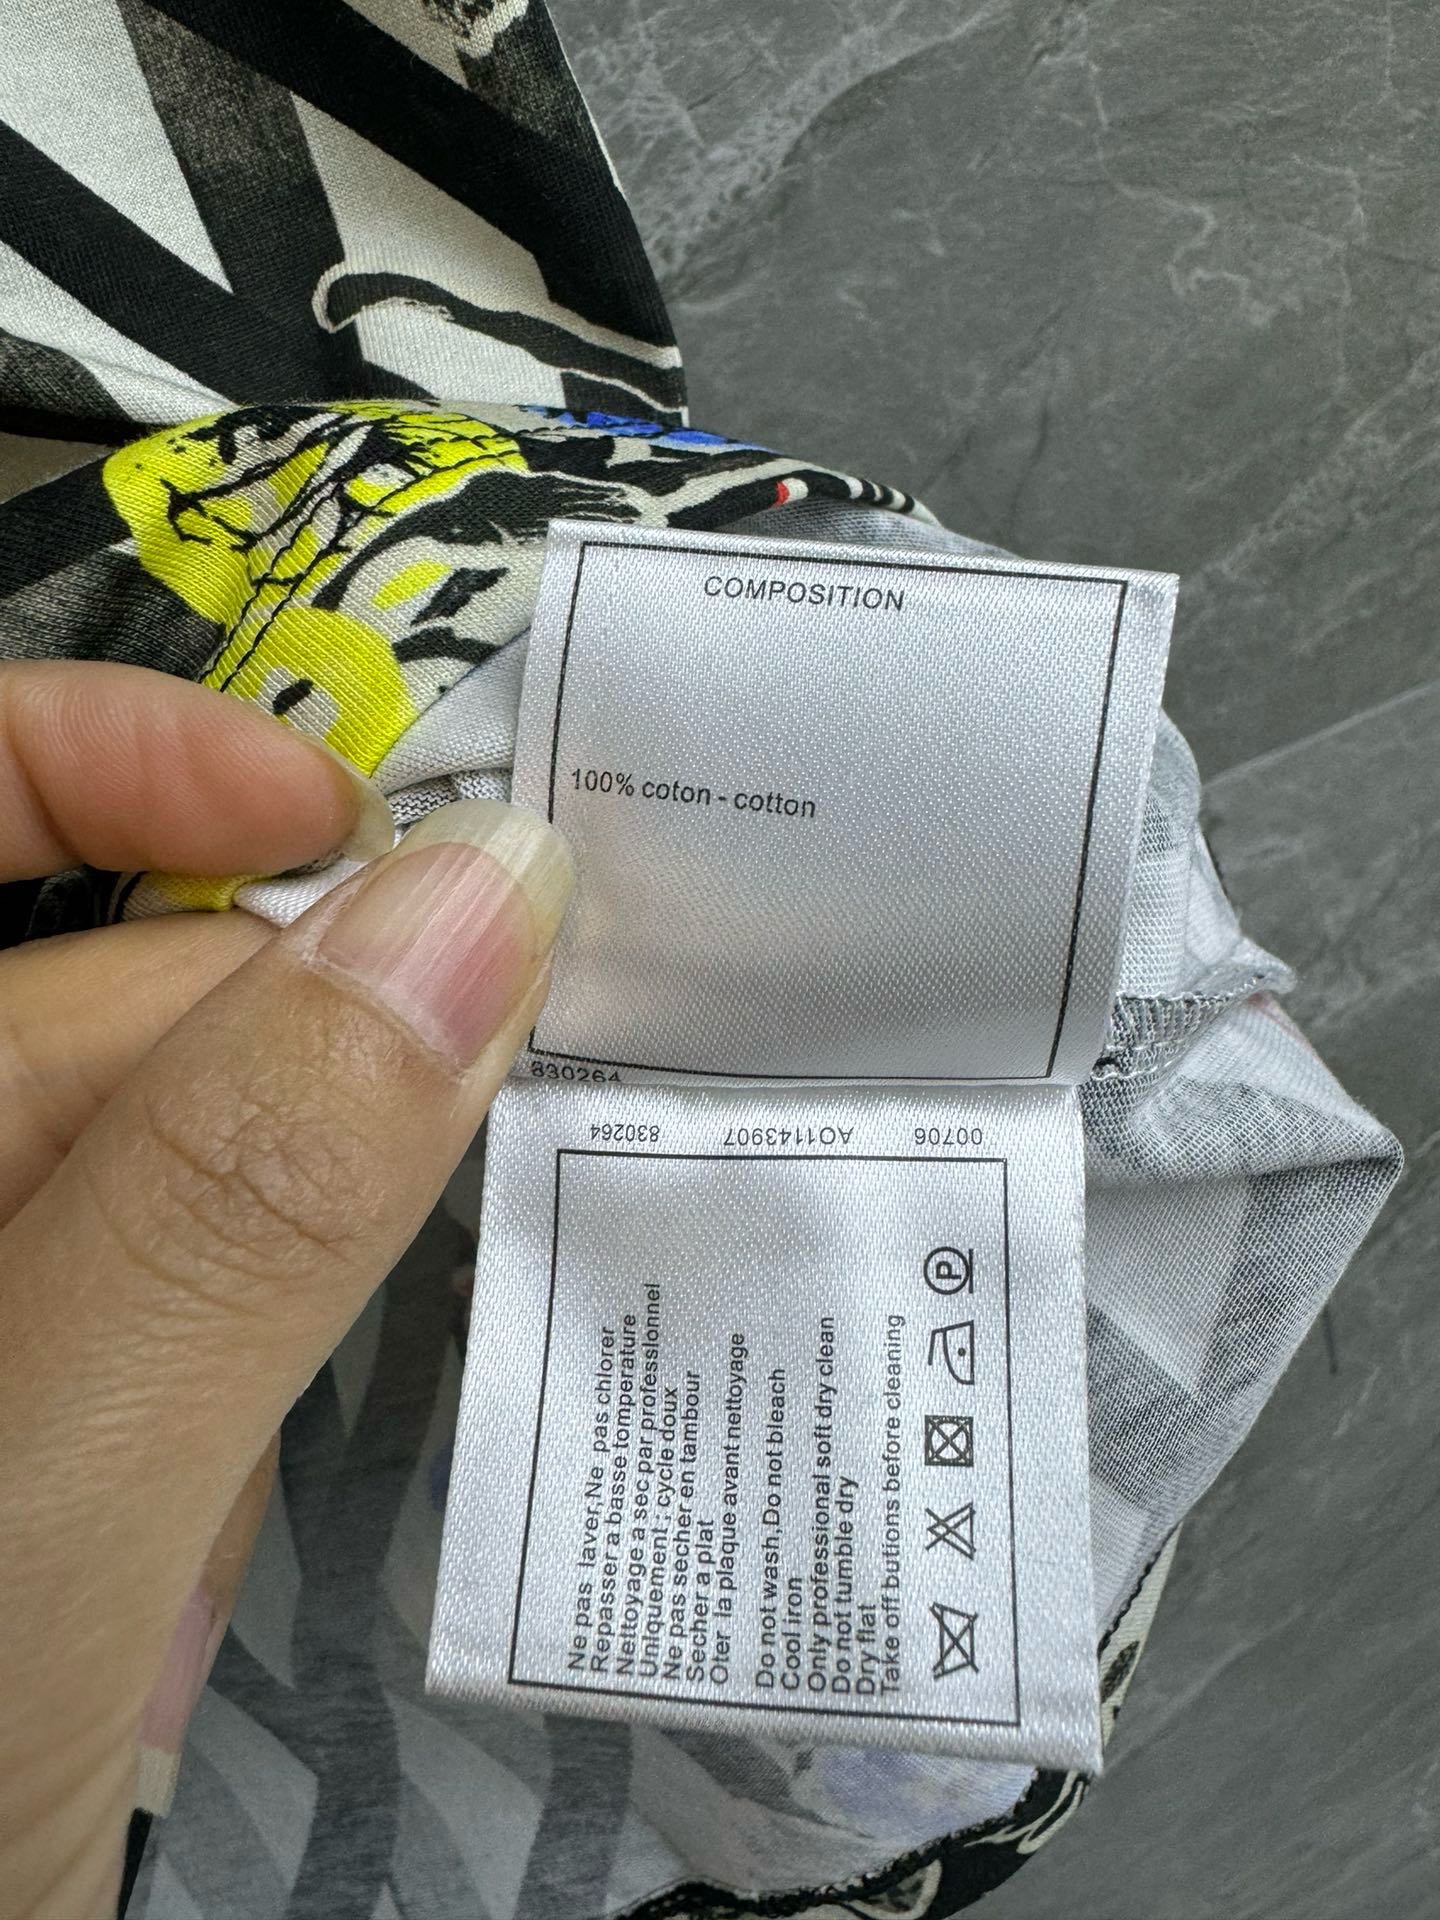 COMPOSITION
100% coton - cotton
830264
00706 AO1143907 830264
Ne pas laver,Ne pas chlorer
Repasser a basse tomperature
Nettoyage a sec par professionnel
Uniquement ; cycle doux
Ne pas secher en tambour
Secher a plat
Oter la plaque avant nettoyage
Do not wash,Do not bleach
Cool iron
Only professional soft dry clean
Do not tumble dry
Dry flat
Take off butions before cleaning
P